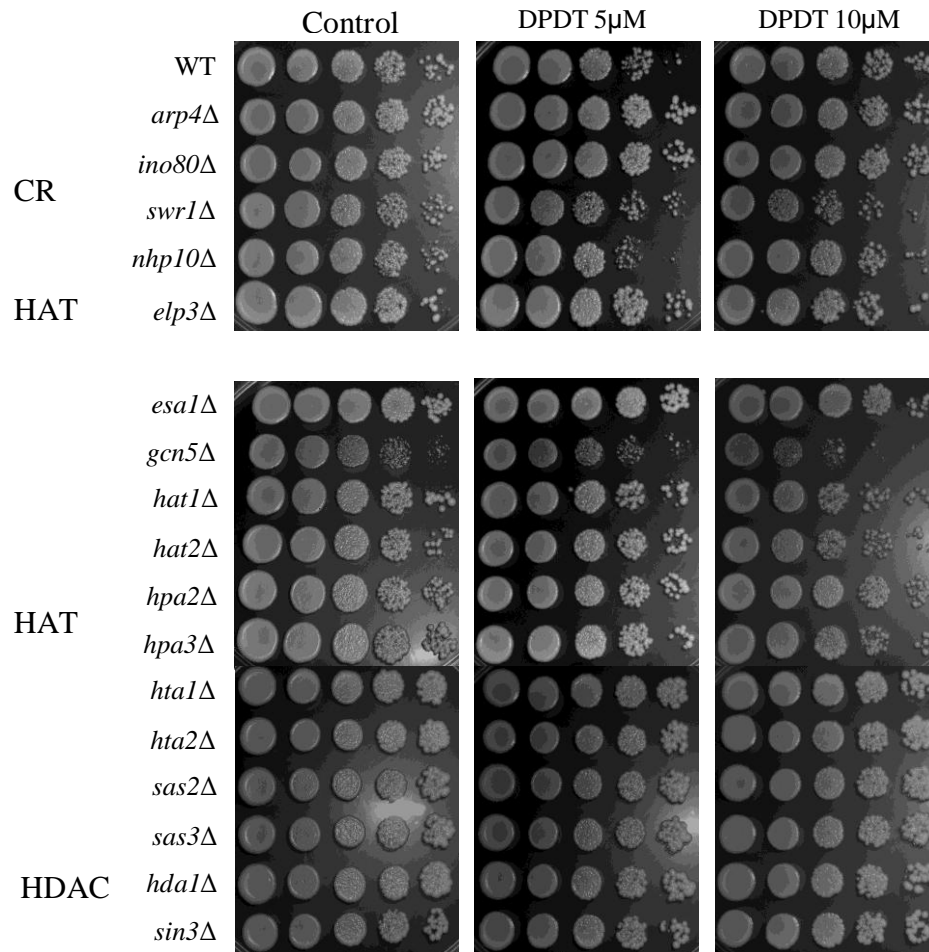 Control DPDT 5µM DPDT 10µM
WT
arp4Δ
ino80Δ
CR
swr1Δ
nhp10Δ
HAT elp3Δ
esa1Δ
gcn5Δ
hat1Δ
hat2Δ
hpa2Δ
HAT
hpa3Δ
hta1Δ
hta2Δ
sas2Δ
sas3Δ
HDAC hda1Δ
sin3Δ